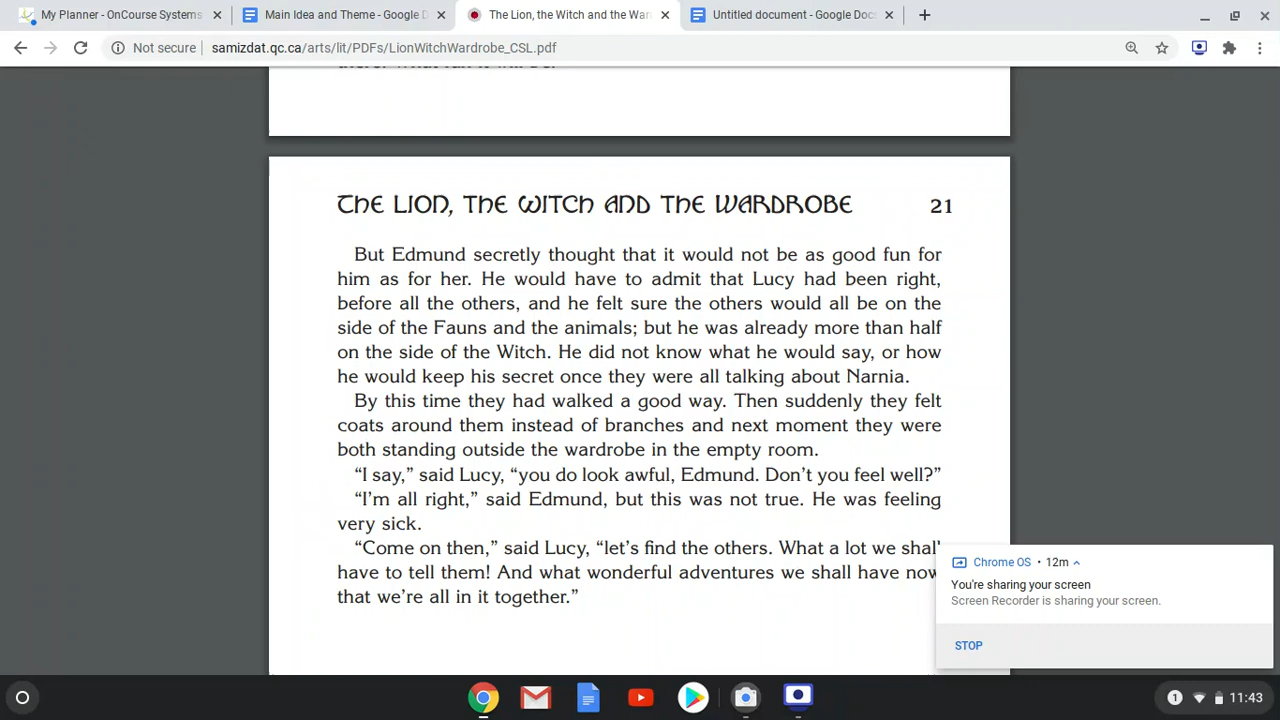 My Planner - OnCourse Systems
Main Idea and Theme - Google D
The Lion, the Witch and the War
Untitled document - Google Docs
Not secure
samizdat.qc.ca/arts/lit/PDFs/LionWitchWardrobe_CSL.pdf
THE LION, THE WITCH AND THE WARDROBE 21
But Edmund secretly thought that it would not be as good fun for
him as for her. He would have to admit that Lucy had been right,
before all the others, and he felt sure the others would all be on the
side of the Fauns and the animals; but he was already more than half
on the side of the Witch. He did not know what he would say, or how
he would keep his secret once they were all talking about Narnia.
By this time they had walked a good way. Then suddenly they felt
coats around them instead of branches and next moment they were
both standing outside the wardrobe in the empty room.
“I say,” said Lucy, “you do look awful, Edmund. Don’t you feel well?”
“I’m all right,” said Edmund, but this was not true. He was feeling
very sick.
“Come on then,” said Lucy, “let’s find the others. What a lot we shall
have to tell them! And what wonderful adventures we shall have now
that we’re all in it together.”
Chrome OS • 12m
You're sharing your screen
Screen Recorder is sharing your screen.
STOP
1
11:43